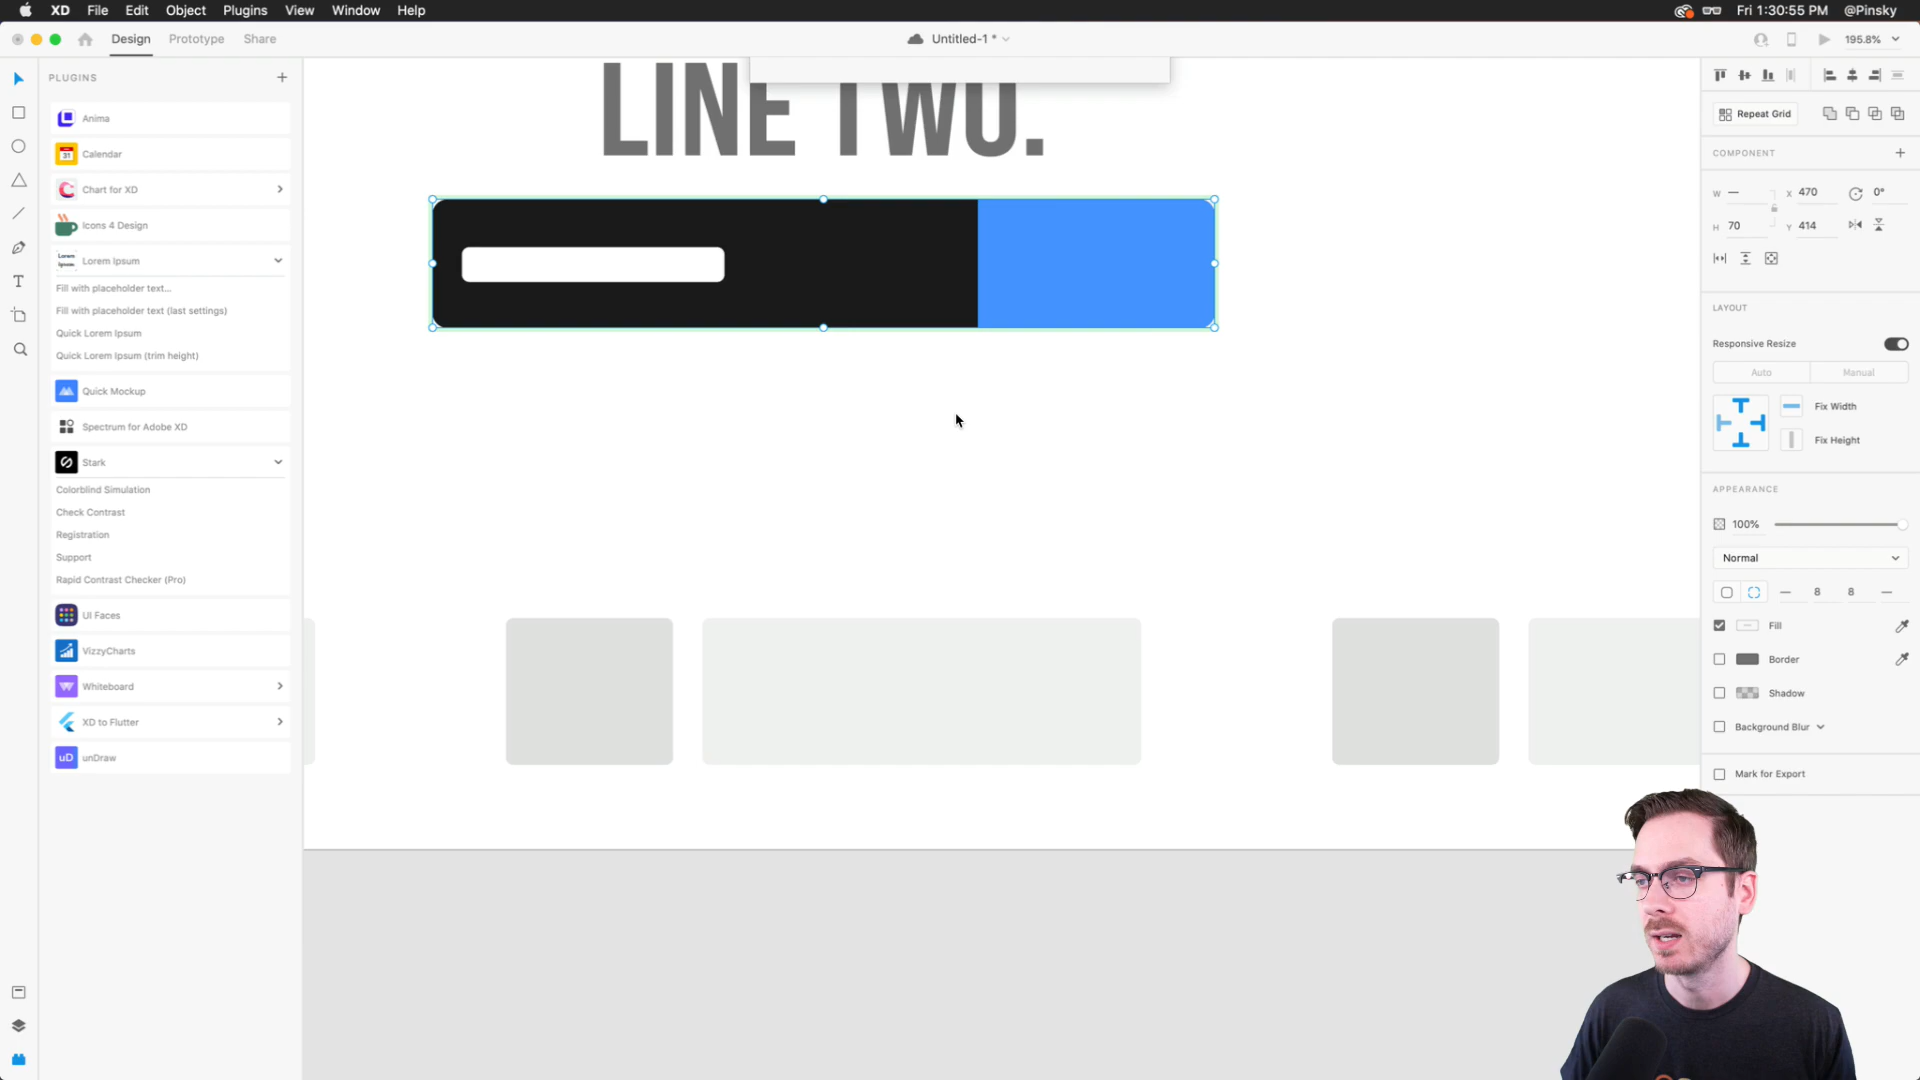 XD File Edit Object Plugins View Window Help
Fri 1:30:55 PM @Pinsky
Design Prototype Share
Untitled-1 *
195.8%
PLUGINS
Anima
31
Calendar
Chart for XD
Icons 4 Design
Lorem Ipsum
Lorem Ipsum
Fill with placeholder text...
Fill with placeholder text (last settings)
Quick Lorem Ipsum
Quick Lorem Ipsum (trim height)
Quick Mockup
Spectrum for Adobe XD
Stark
Colorblind Simulation
Check Contrast
Registration
Support
Rapid Contrast Checker (Pro)
UI Faces
VizzyCharts
Whiteboard
XD to Flutter
uD unDraw
LINE TWO.
Repeat Grid
COMPONENT
W — X 470 0°
H 70 Y 414
LAYOUT
Responsive Resize
Auto Manual
Fix Width
Fix Height
APPEARANCE
100%
Normal
— 8 8 —
Fill
Border
Shadow
Background Blur
Mark for Export